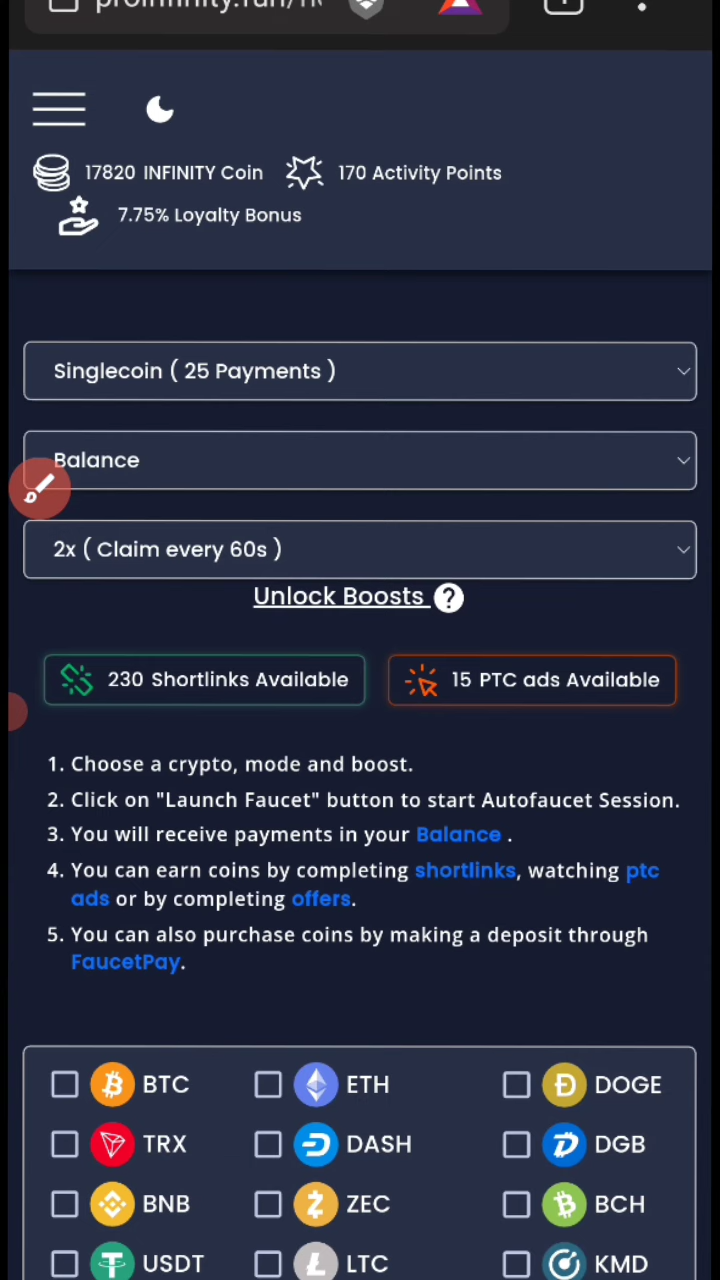 17820 INFINITY Coin 170 Activity Points
7.75% Loyalty Bonus
Singlecoin ( 25 Payments )
Balance
2x ( Claim every 60s )
Unlock Boosts ?
230 Shortlinks Available 15 PTC ads Available
1. Choose a crypto, mode and boost.
2. Click on "Launch Faucet" button to start Autofaucet Session.
3. You will receive payments in your Balance .
4. You can earn coins by completing shortlinks, watching ptc
ads or by completing offers.
5. You can also purchase coins by making a deposit through
FaucetPay.
BTC ETH DOGE
TRX DASH DGB
BNB ZEC BCH
USDT LTC KMD